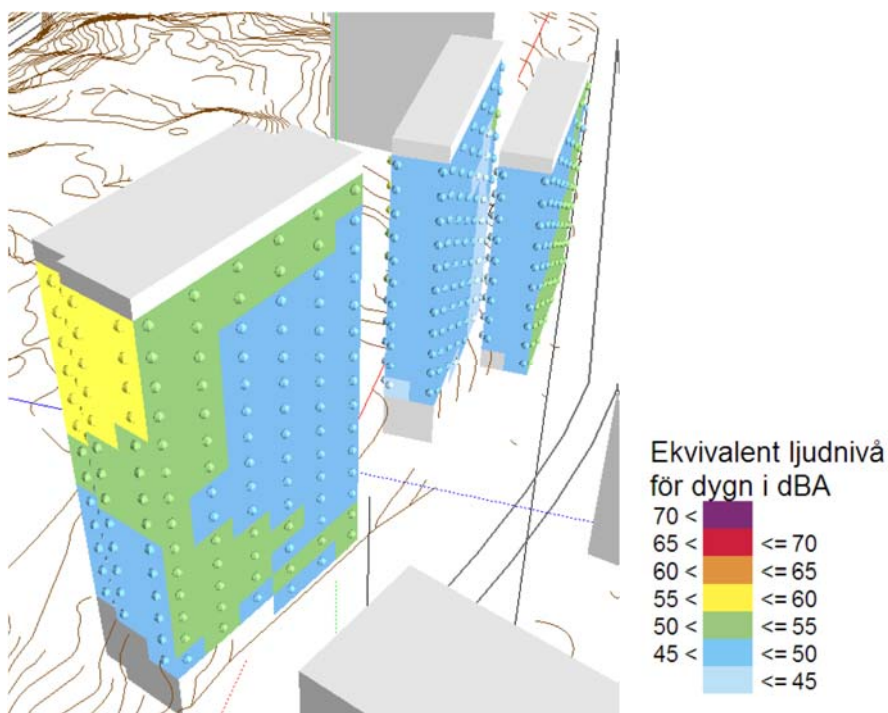 Ekvivalent ljudnivå
för dygn i dBA
70 <
65 < <= 70
60 < <= 65
55 < <= 60
50 < <= 55
45 < <= 50
<= 45